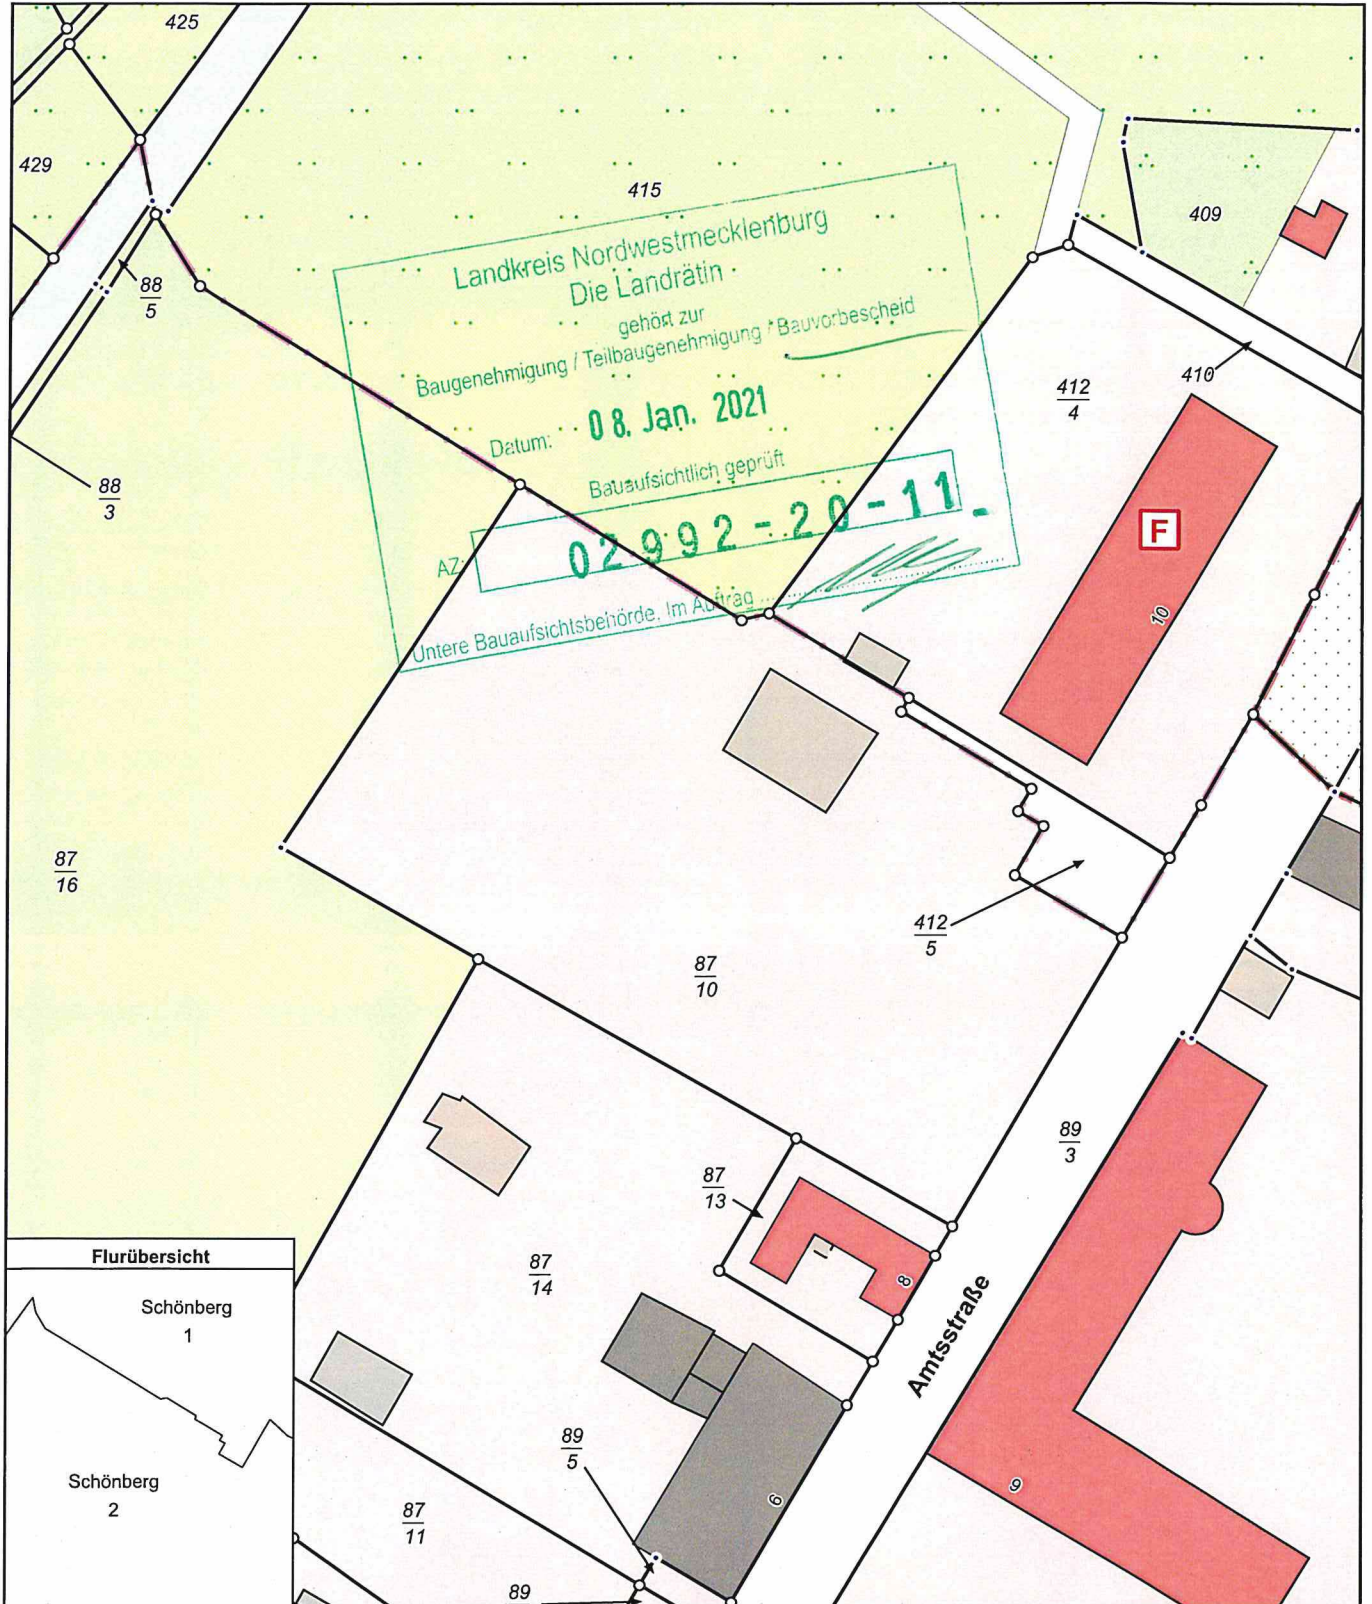 425
429
415
409
88
5
Landkreis Nordwestmecklenburg
Die Landrätin
gehört zur
Baugenehmigung / Teilbaugenehmigung / Bauvorbescheid
Datum: 08. Jan. 2021
Bauaufsichtlich geprüft
AZ: 02992-20-11-
Untere Bauaufsichtsbehörde, Im Auftrag
412
4
410
88
3
F
10
87
16
412
5
87
10
89
3
87
13
8
87
14
Amtsstraße
Flurübersicht
Schönberg
1
Schönberg
2
89
5
6
9
87
11
89